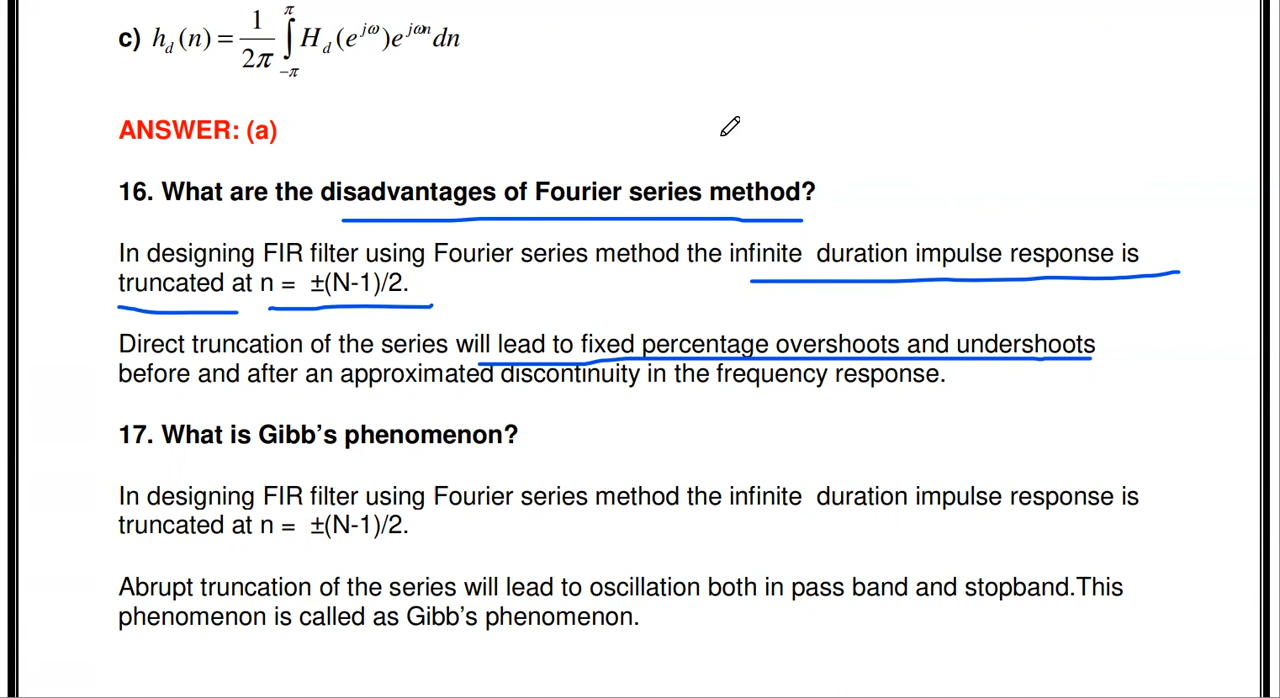 c) h_d(n) = 1/2π ∫_{-π}^{π} H_d(e^{jω})e^{jωn}dn
ANSWER: (a)
16. What are the disadvantages of Fourier series method?
In designing FIR filter using Fourier series method the infinite  duration impulse response is
truncated at n =  ±(N-1)/2.
Direct truncation of the series will lead to fixed percentage overshoots and undershoots
before and after an approximated discontinuity in the frequency response.
17. What is Gibb’s phenomenon?
In designing FIR filter using Fourier series method the infinite  duration impulse response is
truncated at n =  ±(N-1)/2.
Abrupt truncation of the series will lead to oscillation both in pass band and stopband.This
phenomenon is called as Gibb’s phenomenon.